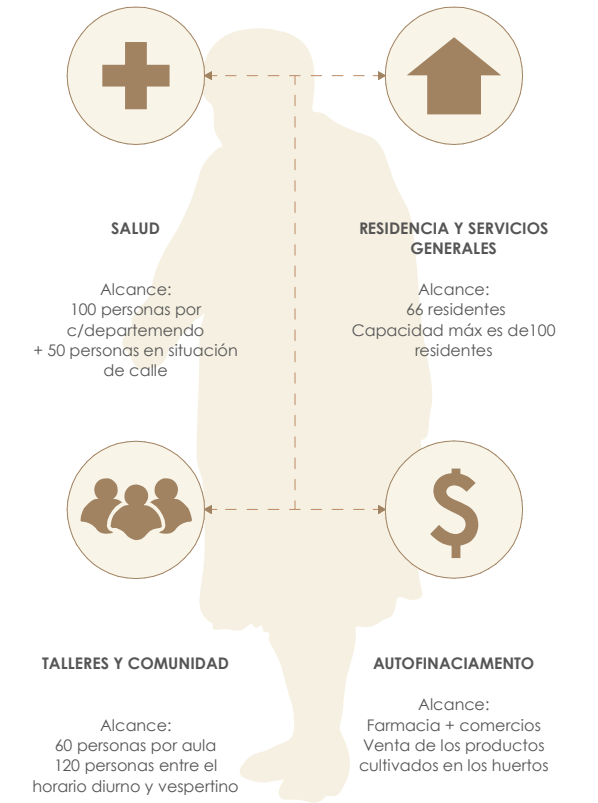 SALUD
Alcance:
100 personas por
c/departemendo
+ 50 personas en situación
de calle
RESIDENCIA Y SERVICIOS
GENERALES
Alcance:
66 residentes
Capacidad máx es de100
residentes
TALLERES Y COMUNIDAD
Alcance:
60 personas por aula
120 personas entre el
horario diurno y vespertino
AUTOFINACIAMENTO
Alcance:
Farmacia + comercios
Venta de los productos
cultivados en los huertos